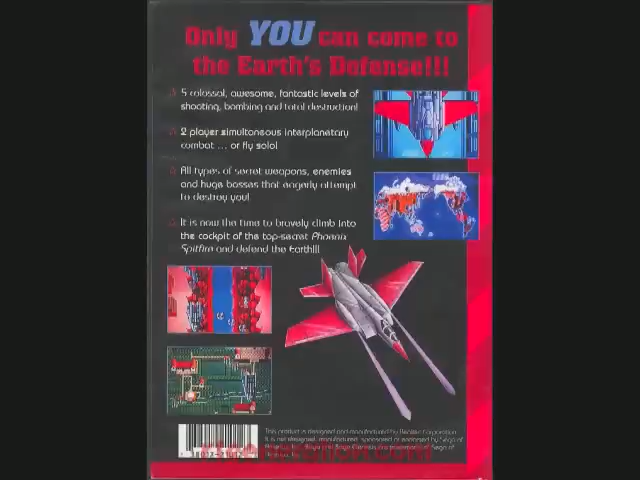 Only YOU can come to
the Earth's Defense!!!
5 colossal, awesome, fantastic levels of
shooting, bombing and total destruction!
2 player simultaneous interplanetary
combat ... or fly solo!
All types of secret weapons, enemies
and huge bosses that angerly attempt
to destroy you!
It is now the time to bravely climb into
the cockpit of the top-secret Phoenix
Spitfire and defend the Earth!!!
This product is designed and manufactured by
It is not designed, manufactured, sponsored or endorsed by Sega of